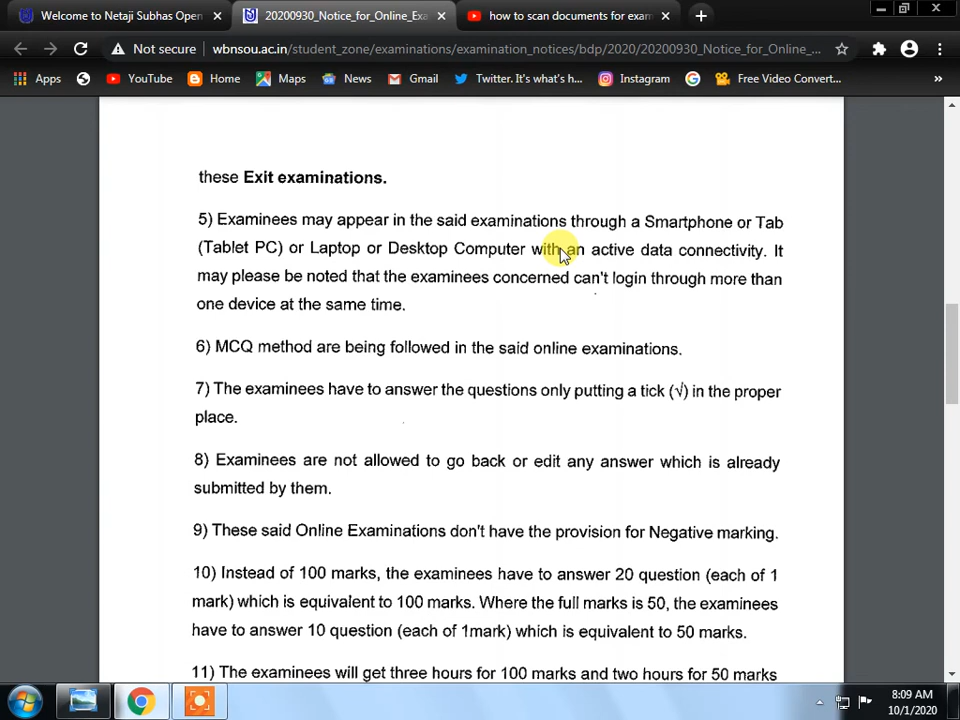 Welcome to Netaji Subhas Open
20200930_Notice_for_Online_Exa
how to scan documents for exam
Not secure
wbnsou.ac.in/student_zone/examinations/examination_notices/bdp/2020/20200930_Notice_for_Online_...
Apps
YouTube
Home
Maps
News
Gmail
Twitter. It's what's h...
Instagram
Free Video Convert...
»
these Exit examinations.
5) Examinees may appear in the said examinations through a Smartphone or Tab
(Tablet PC) or Laptop or Desktop Computer with an active data connectivity. It
may please be noted that the examinees concerned can't login through more than
one device at the same time.
6) MCQ method are being followed in the said online examinations.
7) The examinees have to answer the questions only putting a tick (√) in the proper
place.
8) Examinees are not allowed to go back or edit any answer which is already
submitted by them.
9) These said Online Examinations don't have the provision for Negative marking.
10) Instead of 100 marks, the examinees have to answer 20 question (each of 1
mark) which is equivalent to 100 marks. Where the full marks is 50, the examinees
have to answer 10 question (each of 1mark) which is equivalent to 50 marks.
11) The examinees will get three hours for 100 marks and two hours for 50 marks
8:09 AM
10/1/2020